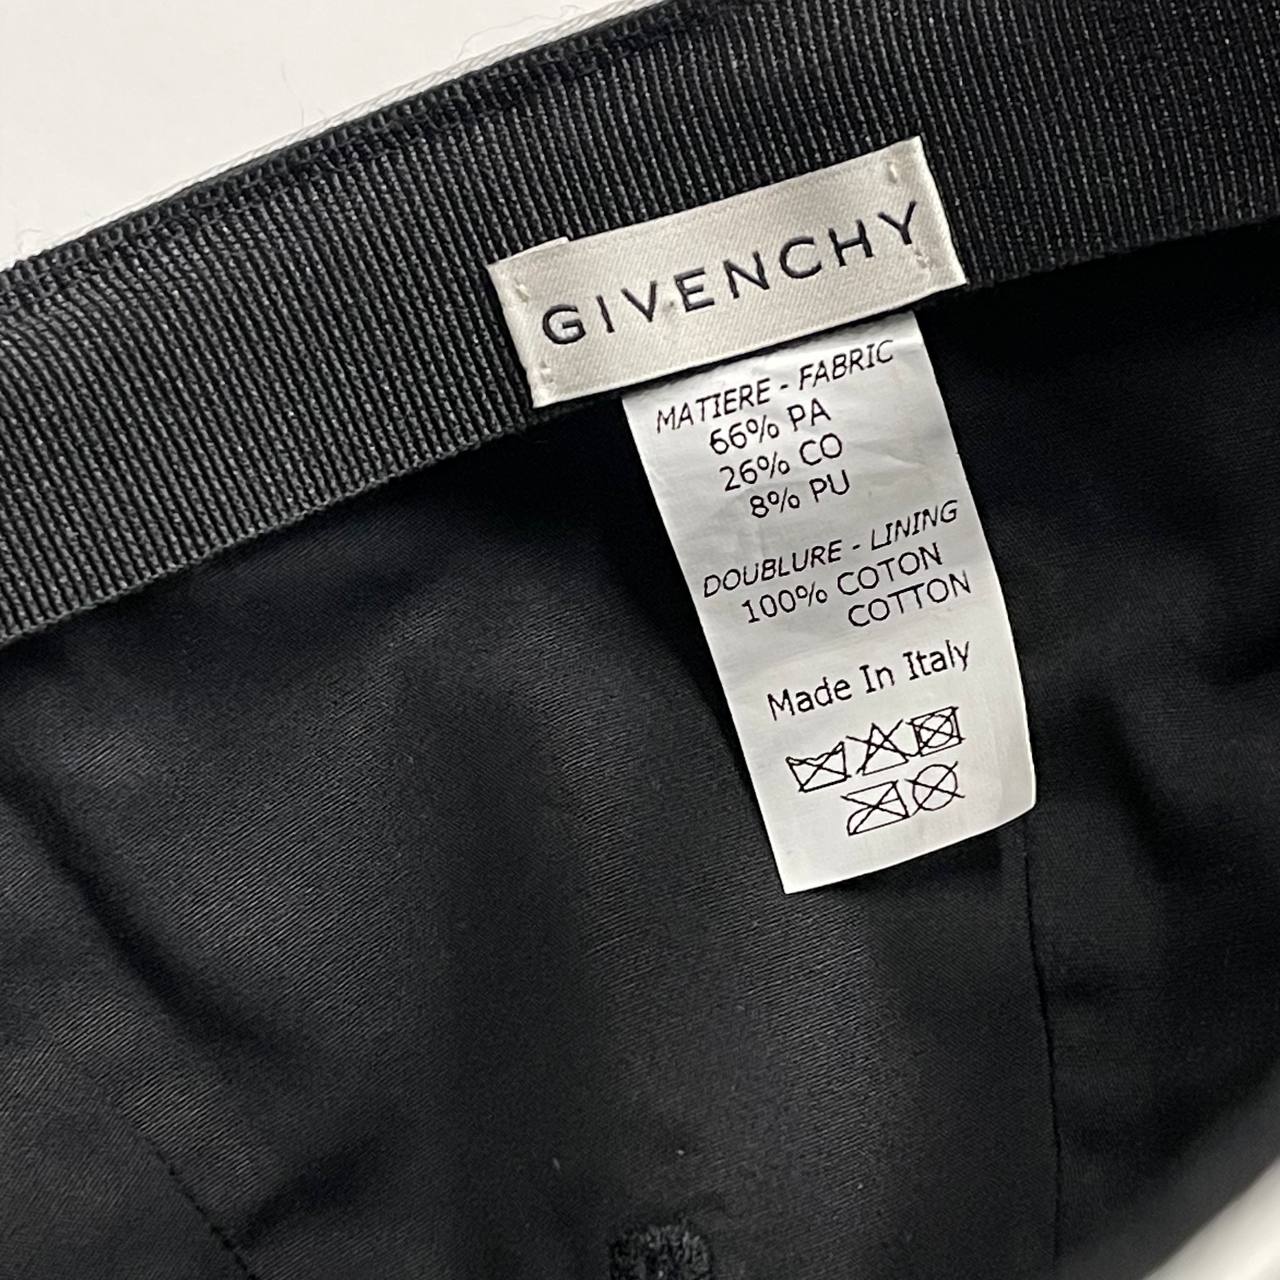 GIVENCHY
MATIERE - FABRIC
66% PA
26% CO
8% PU
DOUBLURE - LINING
100% COTON
COTTON
Made In Italy